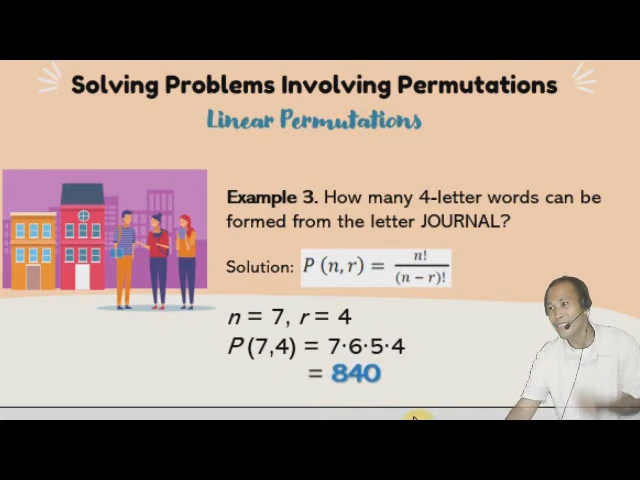 Solving Problems Involving Permutations
Linear Permutations
Example 3. How many 4-letter words can be
formed from the letter JOURNAL?
Solution: P (n, r) = n! / (n − r)!
n = 7, r = 4
P (7,4) = 7·6·5·4
= 840